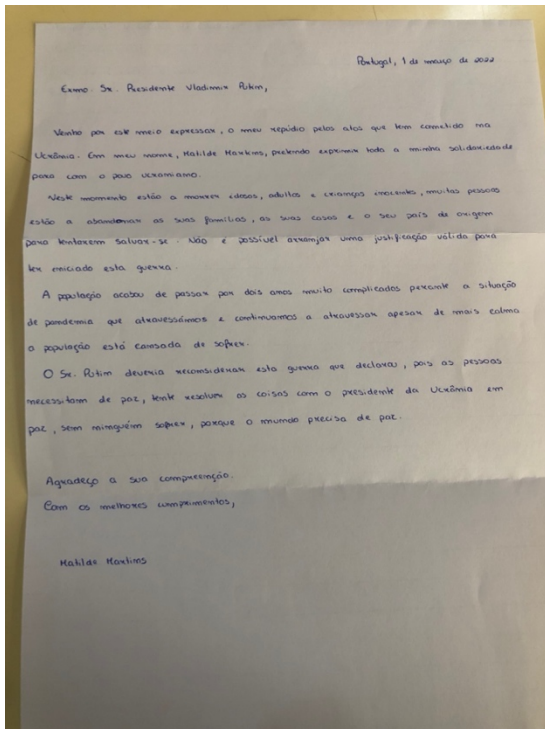 Portugal, 1 de março de 2022
Exmo. Sr. Presidente Vladimir Putin,
Venho por este meio expressar, o meu repúdio pelos atos que tem cometido na
Ucrânia. Em meu nome, Matilde Martins, pretendo exprimir toda a minha solidariedade
para com o povo ucraniano.
Neste momento estão a morrer idosos, adultos e crianças inocentes, muitas pessoas
estão a abandonar as suas famílias, as suas casas e o seu país de origem
para tentarem salvar-se. Não é possível arranjar uma justificação válida para
ter eniciado esta guerra.
A população acabou de passar por dois anos muito complicados perante a situação
de pandemia que atravessámos e continuamos a atravessar apesar de mais calma
a população está cansada de sofrer.
O Sr. Putim deveria reconsiderar esta guerra que declarou, pois as pessoas
necessitam de paz, tente resolver as coisas com o presidente da Ucrânia em
paz, sem ninguém sofrer, porque o mundo precisa de paz.
Agradeço a sua compreenção.
Com os melhores cumprimentos,
Matilde Martins